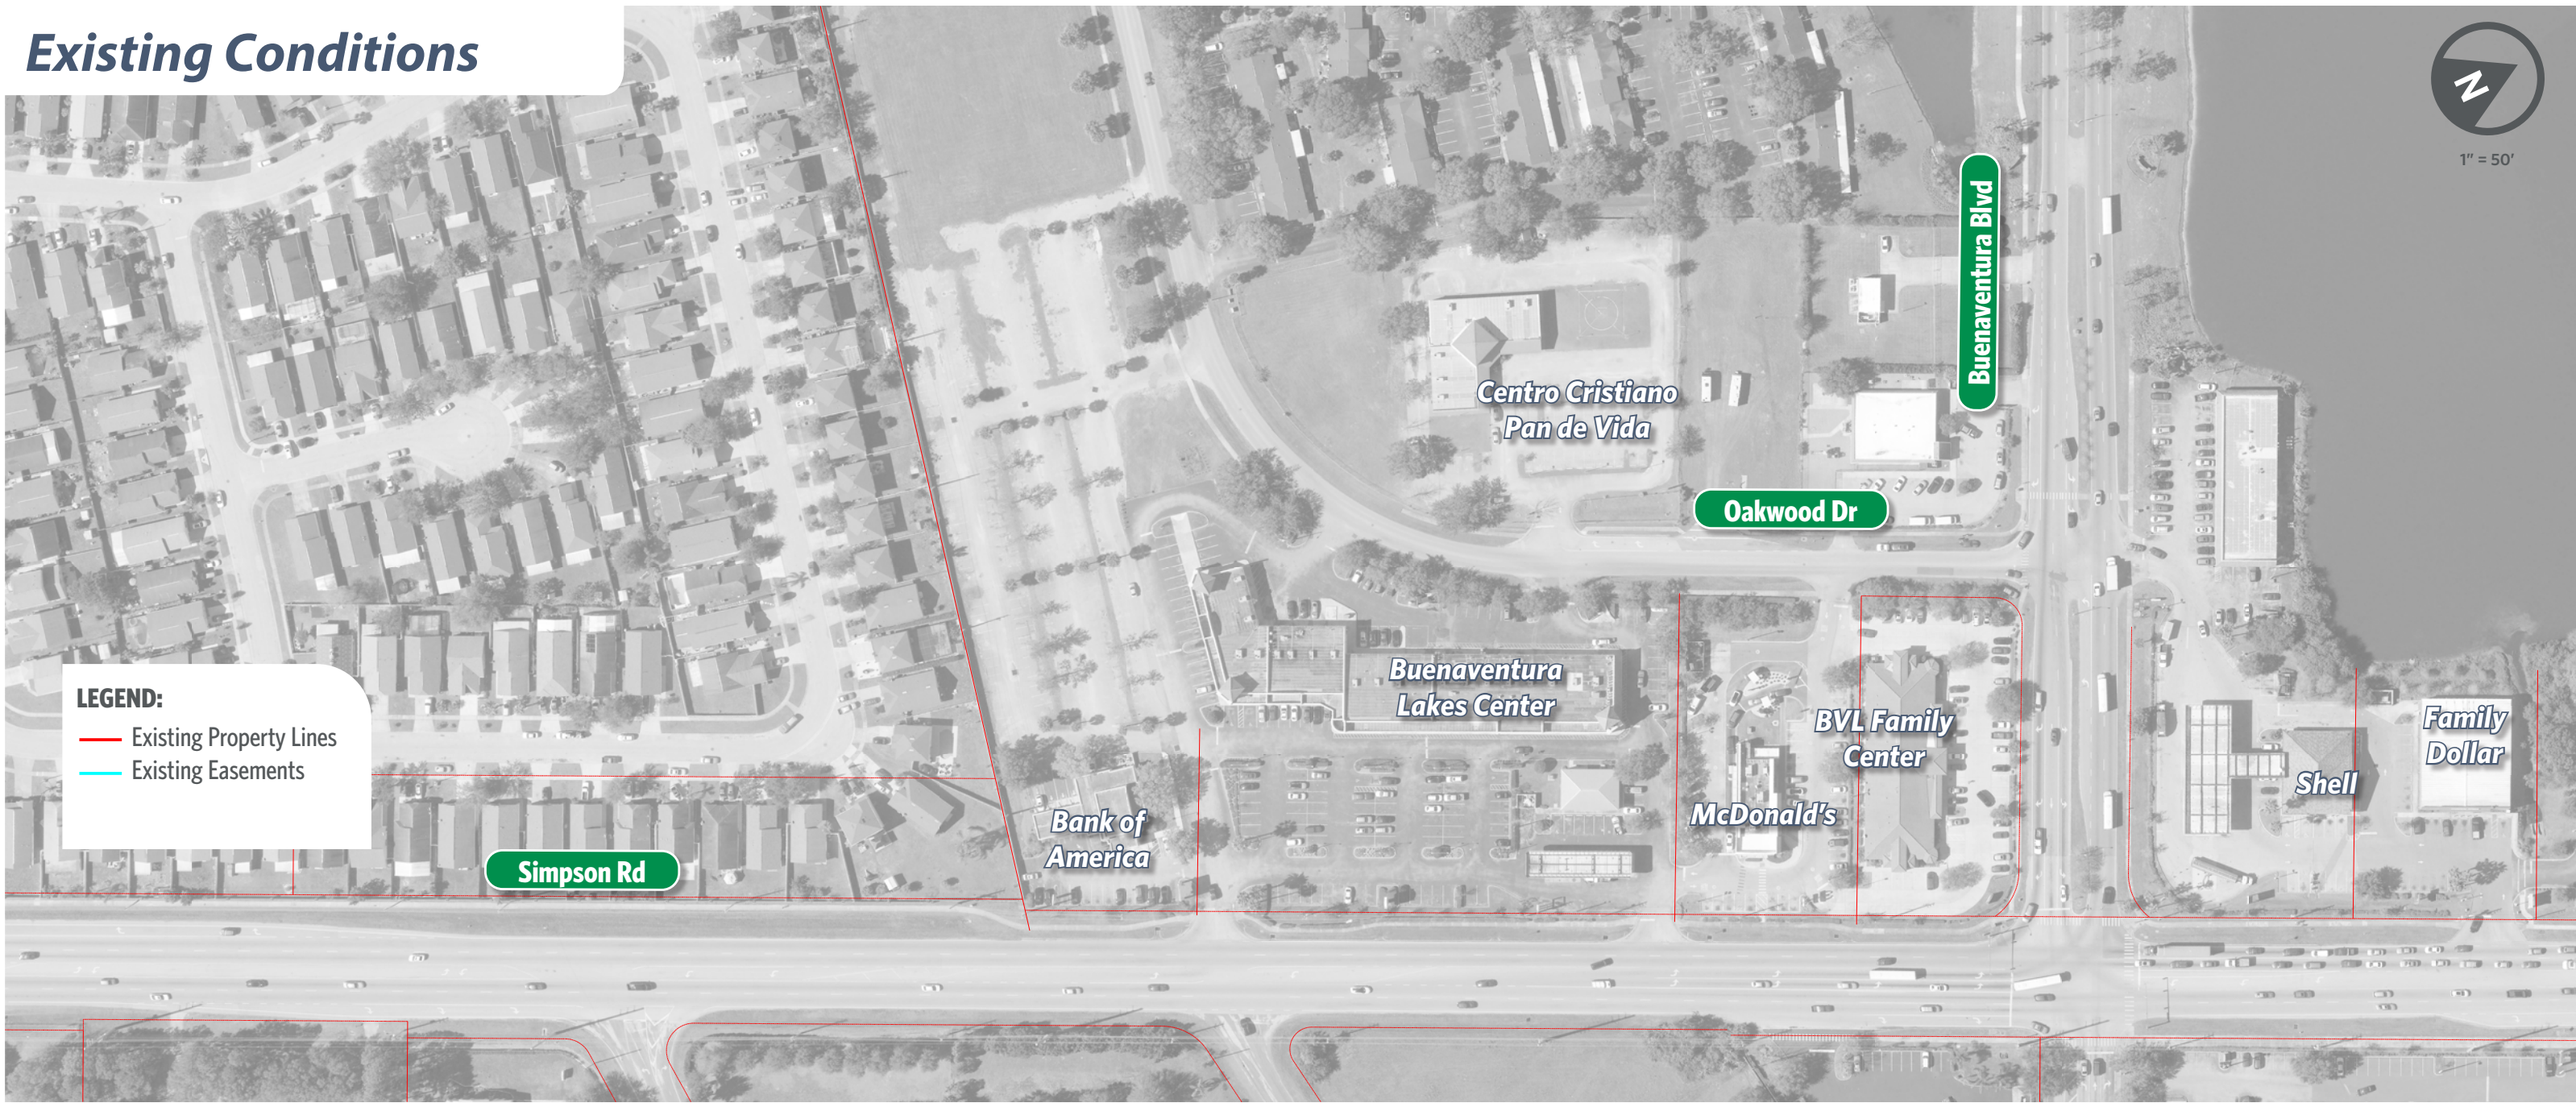 Existing Conditions
N
1" = 50'
Buenaventura Blvd
Centro Cristiano
Pan de Vida
Oakwood Dr
Buenaventura
Lakes Center
BVL Family
Center
Family
Dollar
Shell
McDonald's
Bank of
America
Simpson Rd
LEGEND:
Existing Property Lines
Existing Easements